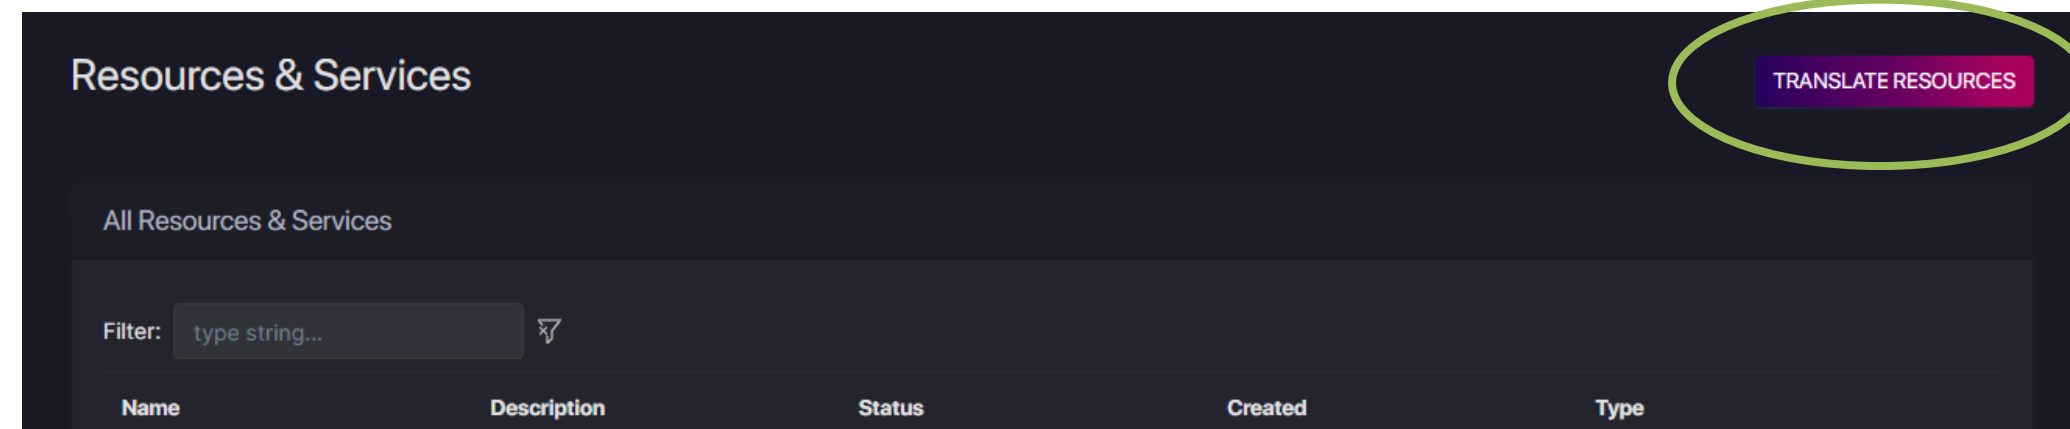 Resources & Services
TRANSLATE RESOURCES
All Resources & Services
Filter: type string...
Name Description Status Created Type